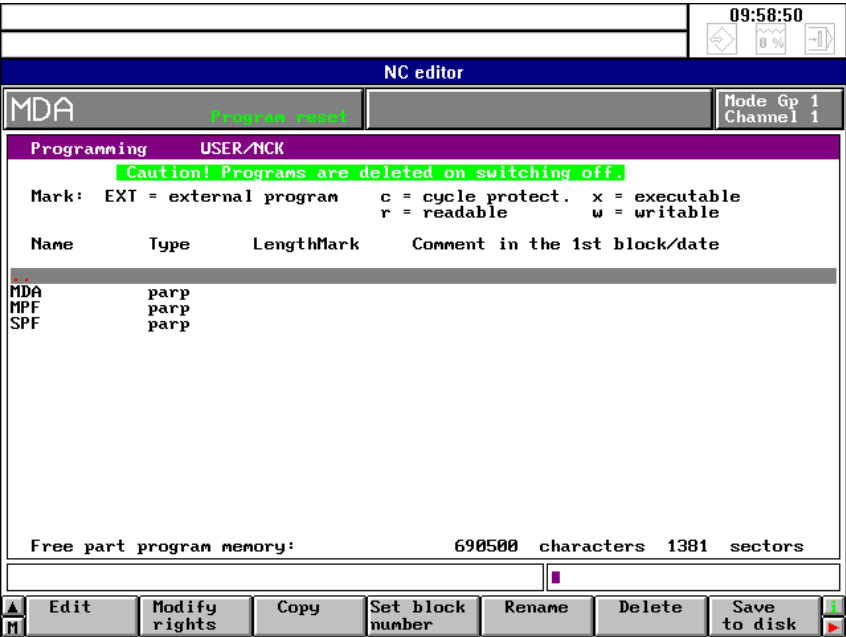 09:58:50
0 %
NC editor
MDA
Program reset
Mode Gp 1
Channel 1
Programming USER/NCK
Caution! Programs are deleted on switching off.
Mark: EXT = external program c = cycle protect. x = executable
r = readable w = writable
Name Type LengthMark Comment in the 1st block/date
..
MDA parp
MPF parp
SPF parp
Free part program memory: 690500 characters 1381 sectors
Edit Modify rights Copy Set block number Rename Delete Save to disk i
M